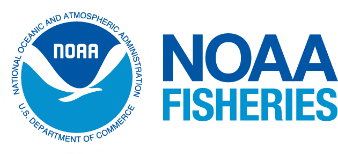 NATIONAL OCEANIC AND ATMOSPHERIC ADMINISTRATION
NOAA
U.S. DEPARTMENT OF COMMERCE
NOAA
FISHERIES